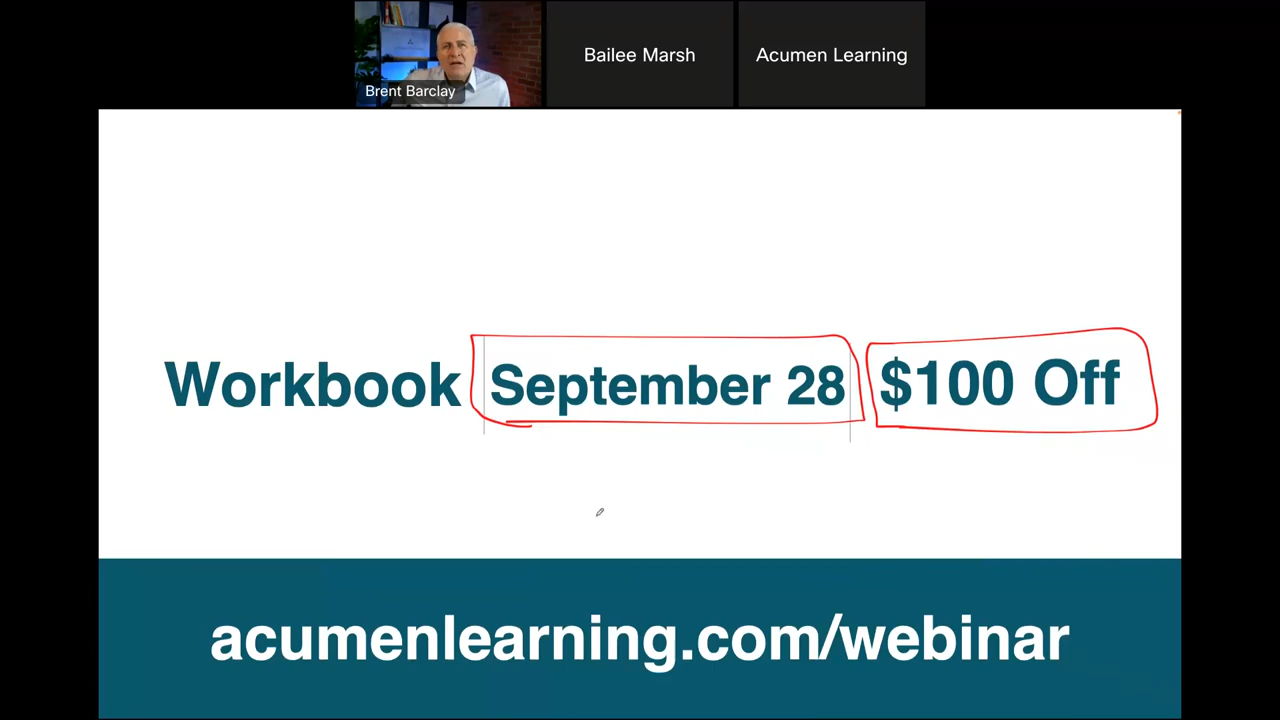 Brent Barclay
Bailee Marsh
Acumen Learning
Workbook September 28 $100 Off
acumenlearning.com/webinar